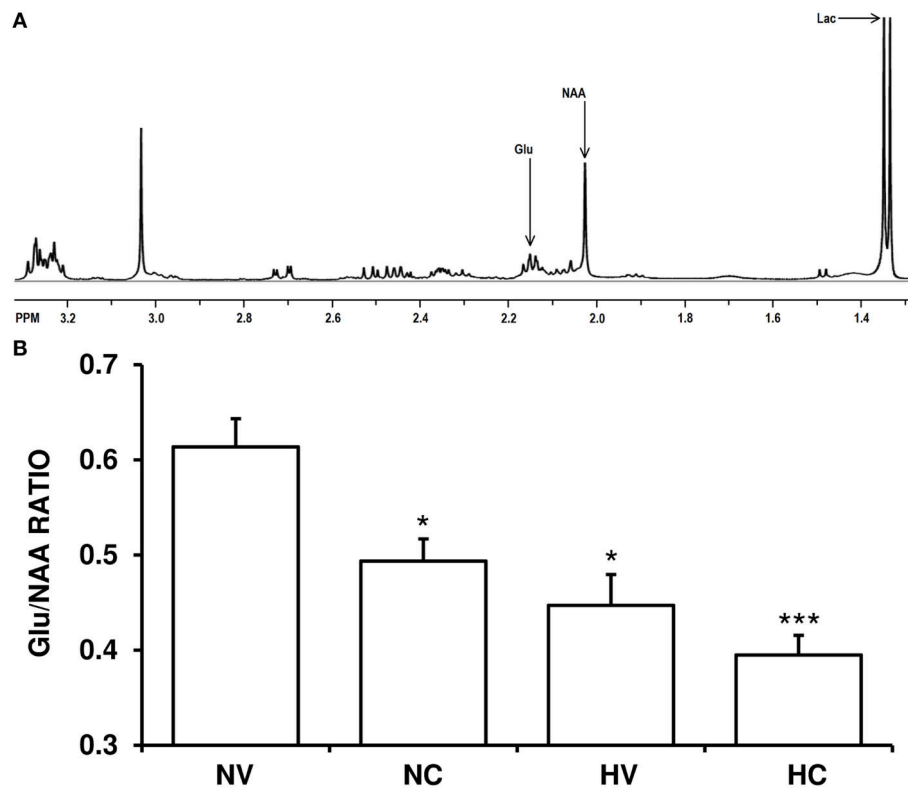 A
Lac
NAA
Glu
PPM 3.2 3.0 2.8 2.6 2.4 2.2 2.0 1.8 1.6 1.4
B
0.7
0.6
0.5
0.4
0.3
Glu/NAA RATIO
* * ***
NV NC HV HC